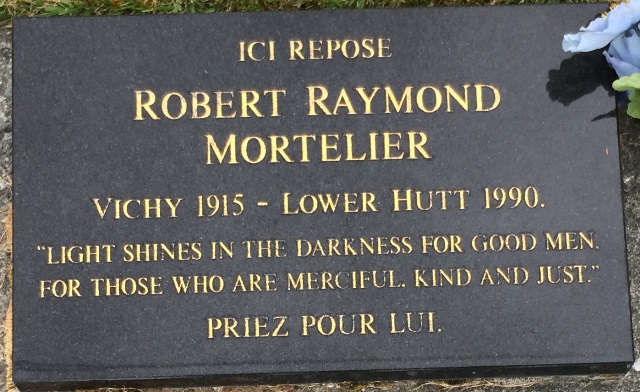 ICI REPOSE
ROBERT RAYMOND
MORTELIER
VICHY 1915 - LOWER HUTT 1990.
"LIGHT SHINES IN THE DARKNESS FOR GOOD MEN,
FOR THOSE WHO ARE MERCIFUL, KIND AND JUST."
PRIEZ POUR LUI.